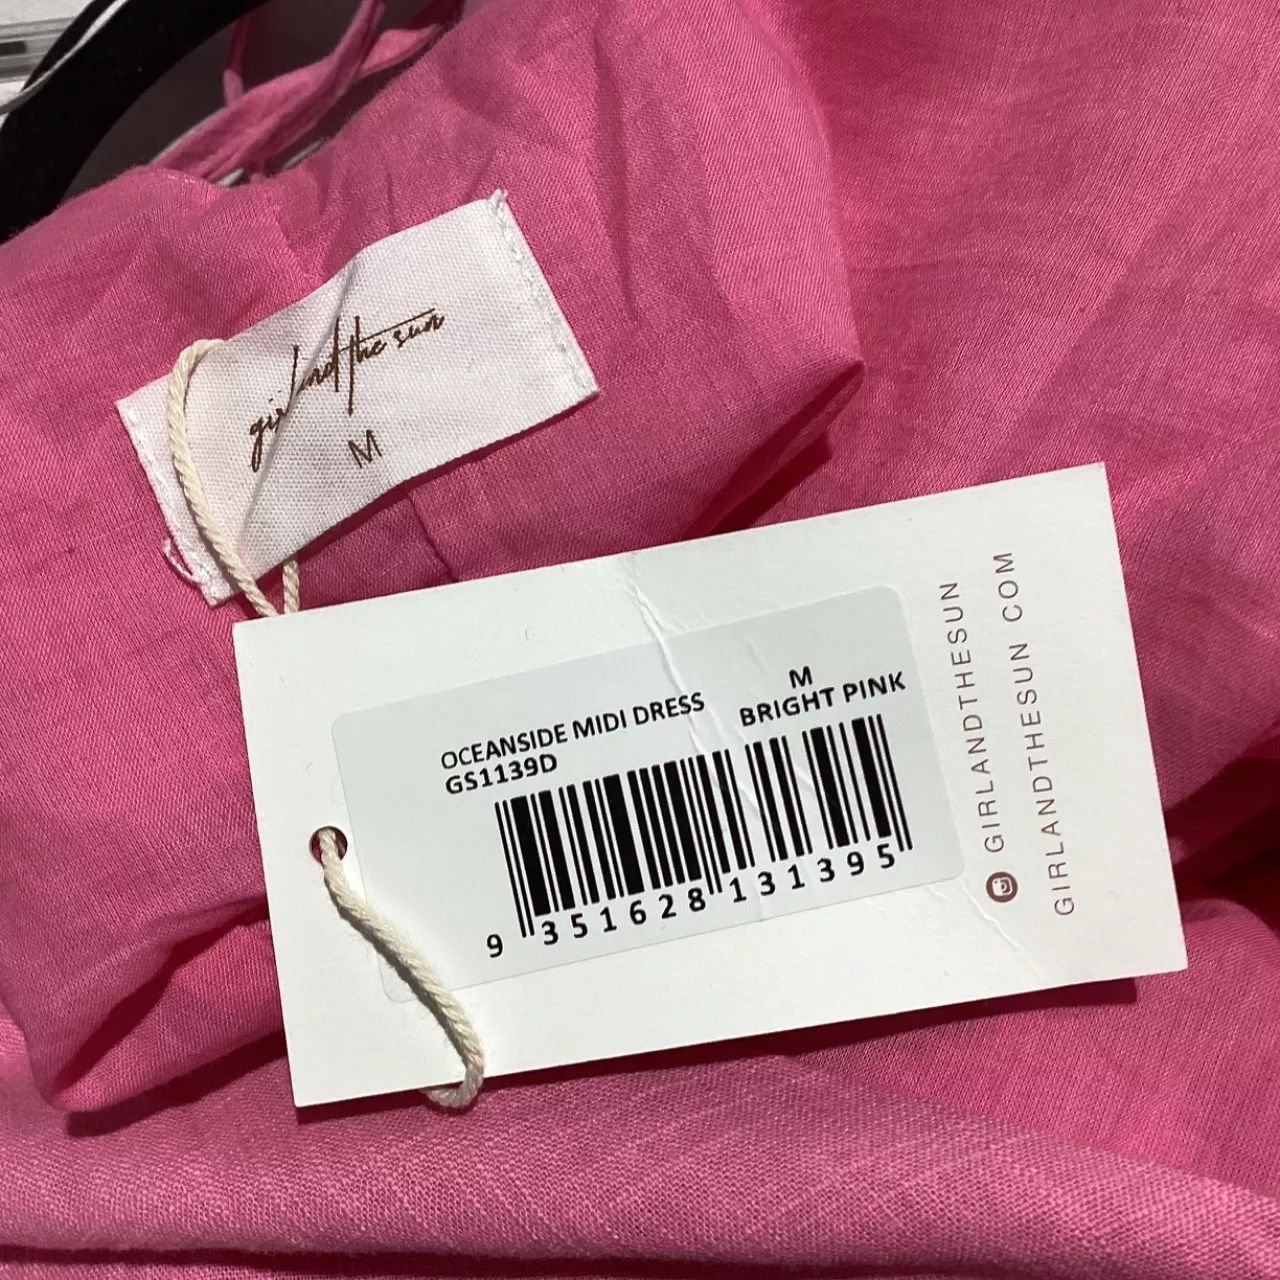 girl and the sun
M
OCEANSIDE MIDI DRESS
GS1139D
M
BRIGHT PINK
9 351628 131395
GIRLANDTHESUN
GIRLANDTHESUN COM